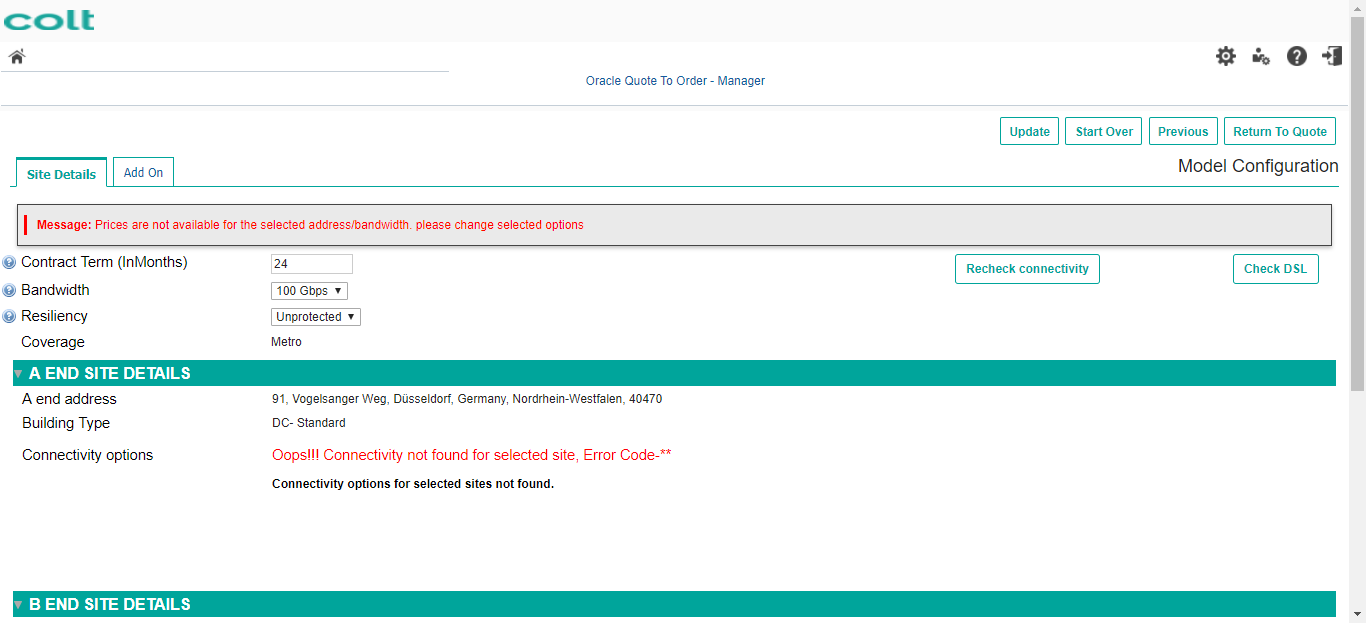 colt
Oracle Quote To Order - Manager
Update Start Over Previous Return To Quote
Site Details Add On Model Configuration
Message: Prices are not available for the selected address/bandwidth. please change selected options
Contract Term (InMonths) 24 Recheck connectivity Check DSL
Bandwidth 100 Gbps
Resiliency Unprotected
Coverage Metro
A END SITE DETAILS
A end address 91, Vogelsanger Weg, Düsseldorf, Germany, Nordrhein-Westfalen, 40470
Building Type DC- Standard
Connectivity options Oops!!! Connectivity not found for selected site, Error Code-**
Connectivity options for selected sites not found.
B END SITE DETAILS